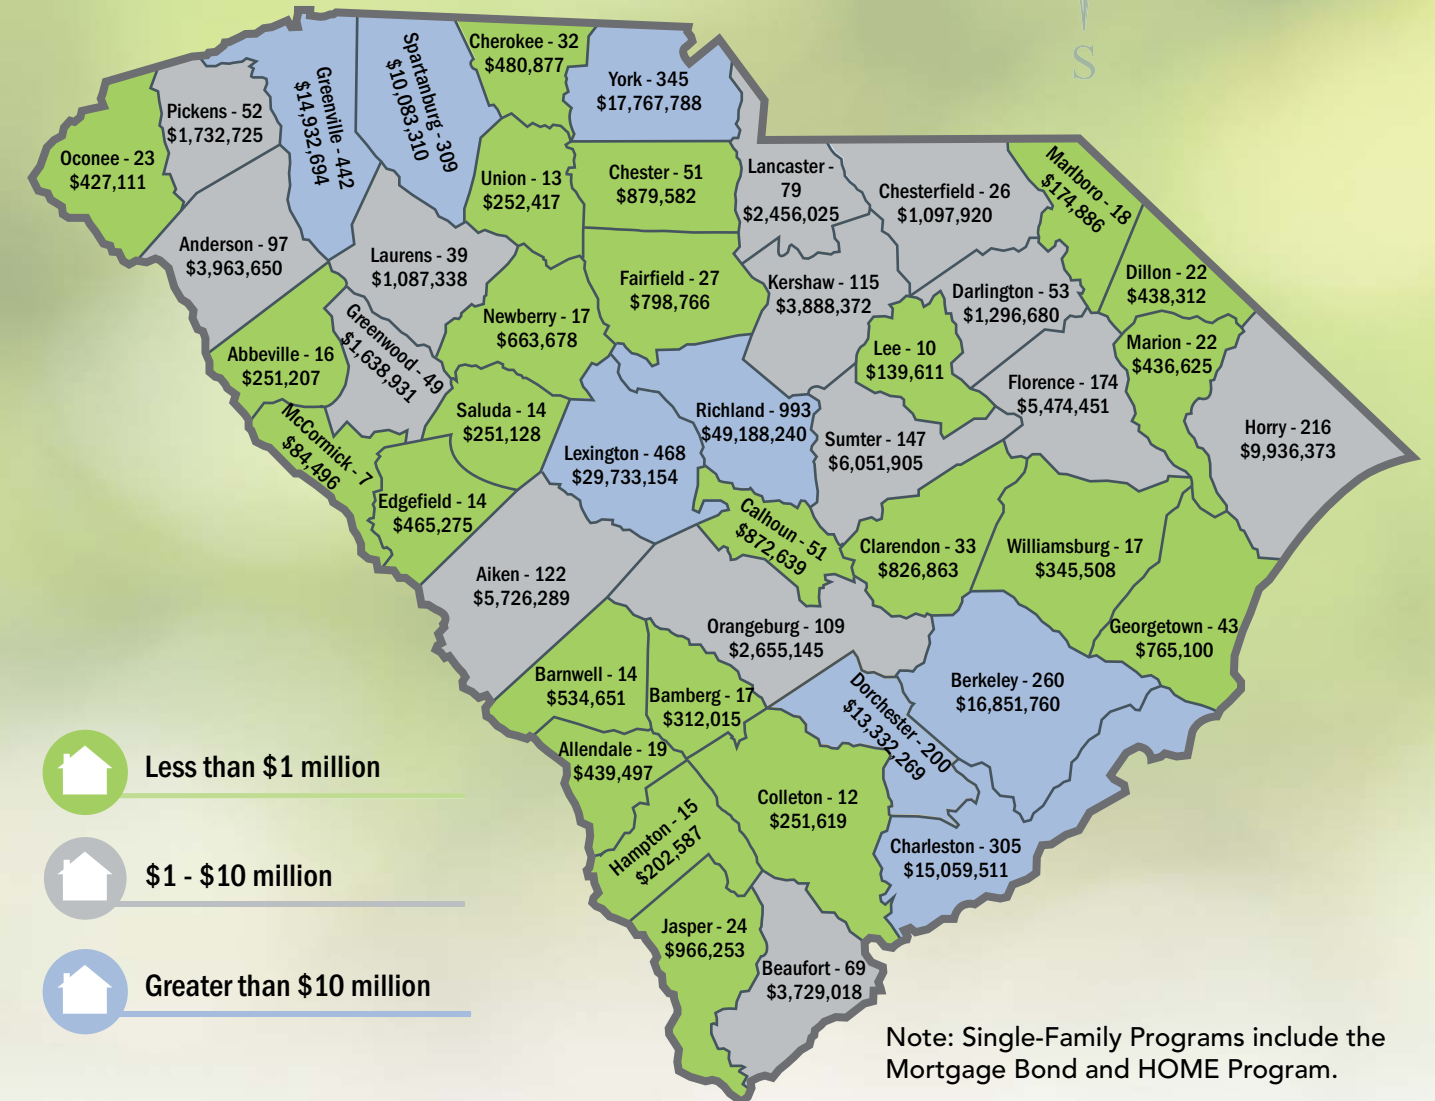 S
Cherokee - 32
$480,877
York - 345
$17,767,788
Spartanburg - 309
$10,083,310
Greenville - 442
$14,932,694
Pickens - 52
$1,732,725
Oconee - 23
$427,111
Union - 13
$252,417
Chester - 51
$879,582
Lancaster -
79
$2,456,025
Chesterfield - 26
$1,097,920
Marlboro - 18
$174,886
Anderson - 97
$3,963,650
Laurens - 39
$1,087,338
Fairfield - 27
$798,766
Kershaw - 115
$3,888,372
Darlington - 53
$1,296,680
Dillon - 22
$438,312
Newberry - 17
$663,678
Greenwood - 49
$1,638,931
Abbeville - 16
$251,207
Lee - 10
$139,611
Marion - 22
$436,625
Florence - 174
$5,474,451
McCormick - 7
$84,496
Saluda - 14
$251,128
Richland - 993
$49,188,240
Lexington - 468
$29,733,154
Sumter - 147
$6,051,905
Horry - 216
$9,936,373
Edgefield - 14
$465,275
Calhoun - 51
$872,639
Clarendon - 33
$826,863
Williamsburg - 17
$345,508
Aiken - 122
$5,726,289
Orangeburg - 109
$2,655,145
Georgetown - 43
$765,100
Barnwell - 14
$534,651
Bamberg - 17
$312,015
Dorchester - 200
$13,332,269
Berkeley - 260
$16,851,760
Allendale - 19
$439,497
Hampton - 15
$202,587
Colleton - 12
$251,619
Charleston - 305
$15,059,511
Jasper - 24
$966,253
Beaufort - 69
$3,729,018
Less than $1 million
$1 - $10 million
Greater than $10 million
Note: Single-Family Programs include the
Mortgage Bond and HOME Program.